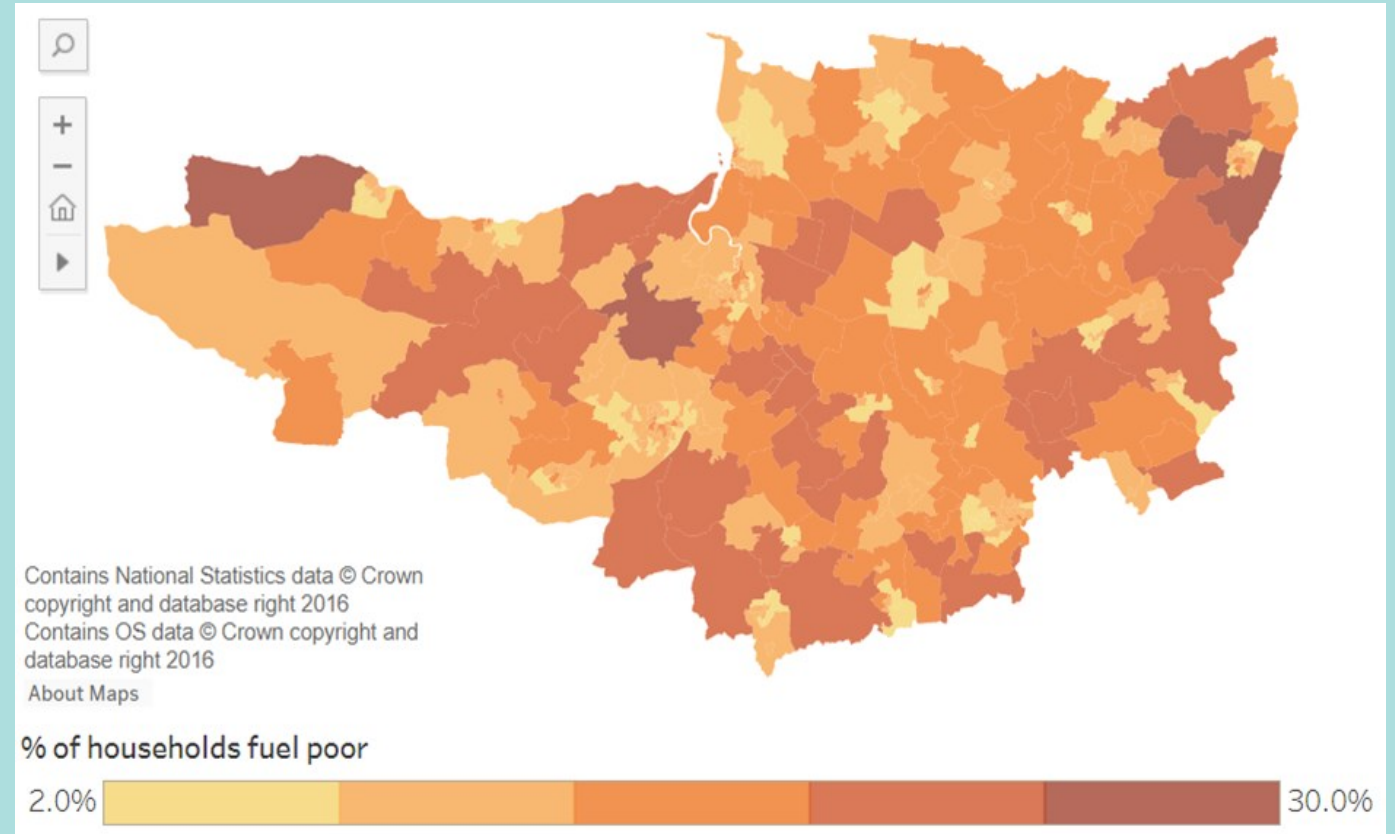 +
−
Contains National Statistics data © Crown
copyright and database right 2016
Contains OS data © Crown copyright and
database right 2016
About Maps
% of households fuel poor
2.0% 30.0%